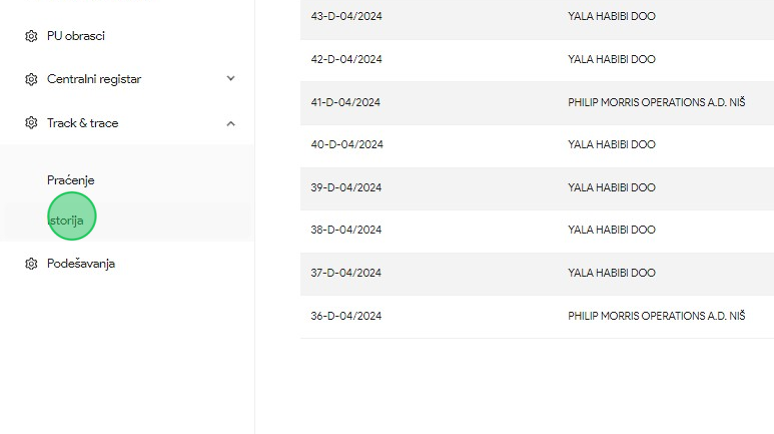 PU obrasci
Centralni registar
Track & trace
Praćenje
Istorija
Podešavanja
43-D-04/2024 YALA HABIBI DOO
42-D-04/2024 YALA HABIBI DOO
41-D-04/2024 PHILIP MORRIS OPERATIONS A.D. NIŠ
40-D-04/2024 YALA HABIBI DOO
39-D-04/2024 YALA HABIBI DOO
38-D-04/2024 YALA HABIBI DOO
37-D-04/2024 YALA HABIBI DOO
36-D-04/2024 PHILIP MORRIS OPERATIONS A.D. NIŠ